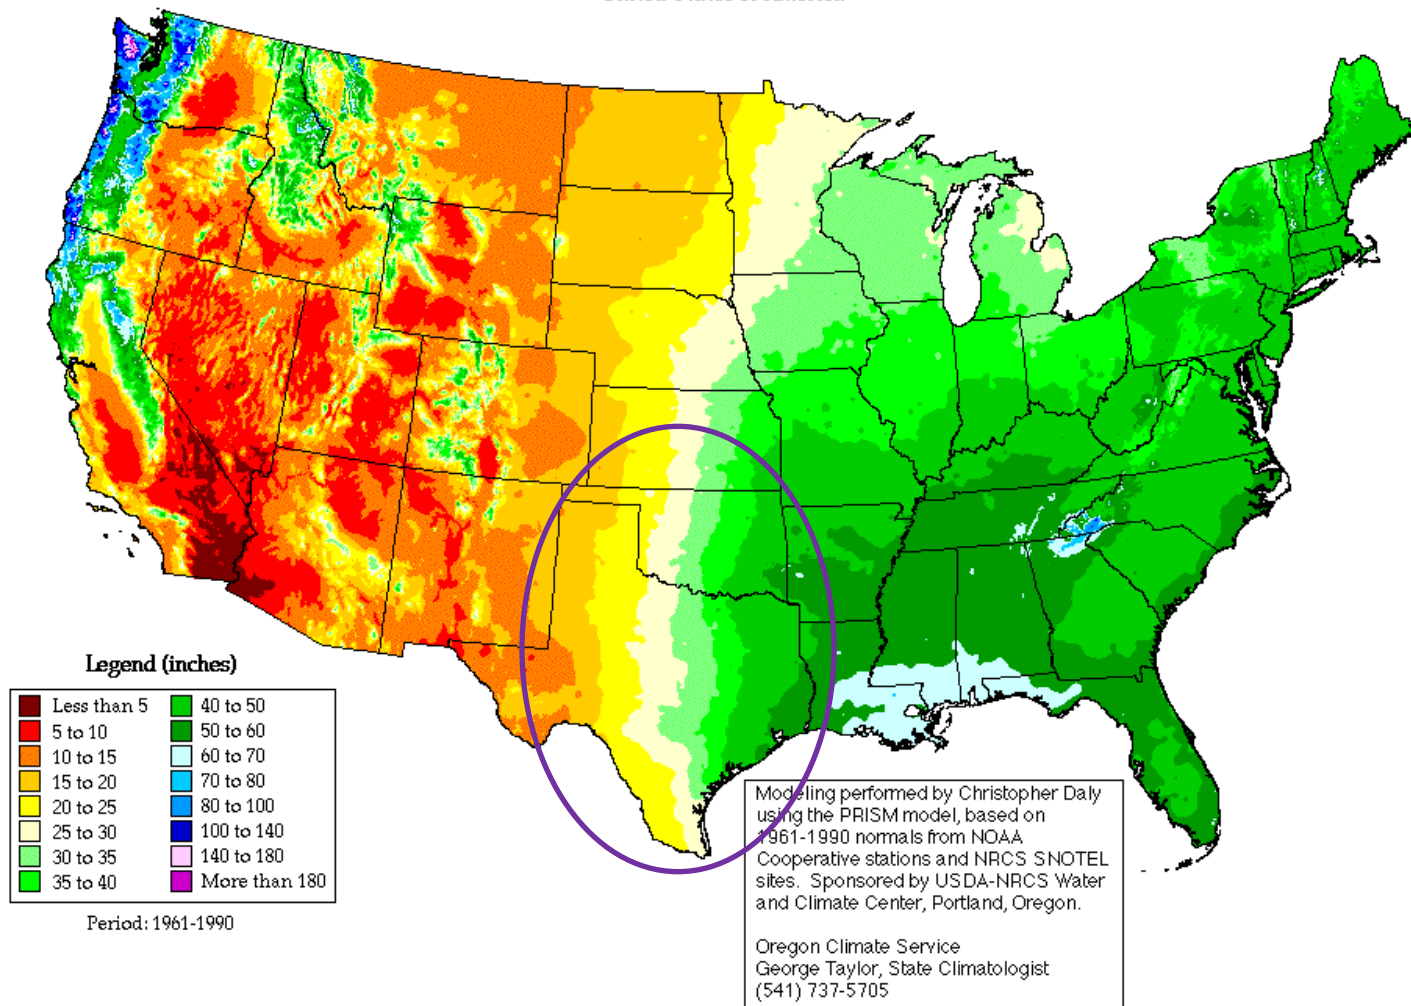 Legend (inches)
Less than 5
5 to 10
10 to 15
15 to 20
20 to 25
25 to 30
30 to 35
35 to 40
40 to 50
50 to 60
60 to 70
70 to 80
80 to 100
100 to 140
140 to 180
More than 180
Period: 1961-1990
Modeling performed by Christopher Daly
using the PRISM model, based on
1961-1990 normals from NOAA
Cooperative stations and NRCS SNOTEL
sites. Sponsored by USDA-NRCS Water
and Climate Center, Portland, Oregon.
Oregon Climate Service
George Taylor, State Climatologist
(541) 737-5705